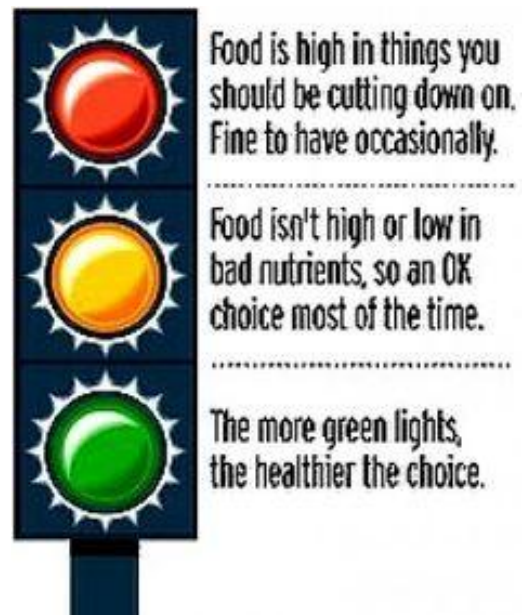 Food is high in things you
should be cutting down on.
Fine to have occasionally.
Food isn't high or low in
bad nutrients, so an OK
choice most of the time.
The more green lights,
the healthier the choice.